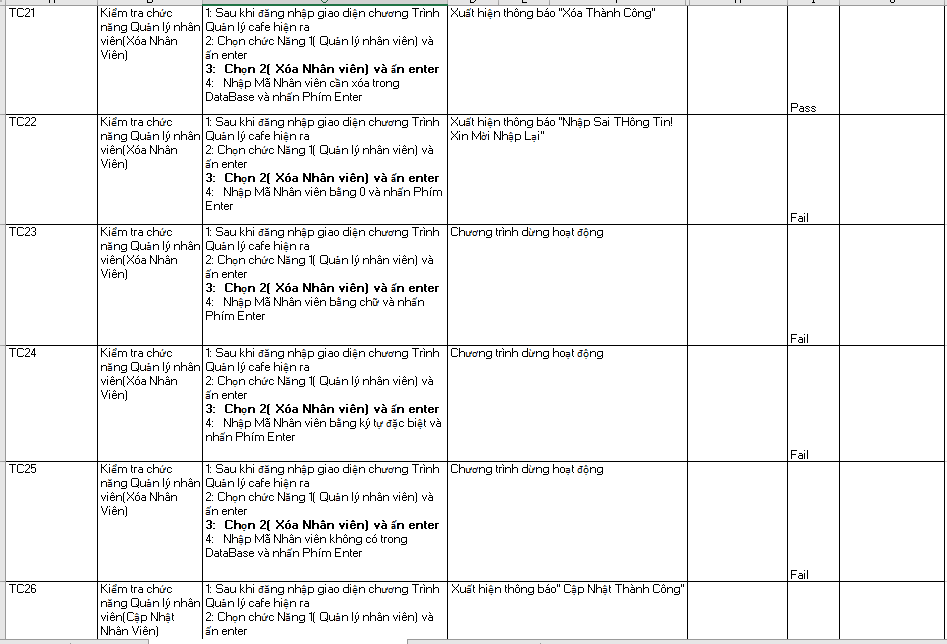 TC21
Kiểm tra chức
năng Quản lý nhân
viên(Xóa Nhân
Viên)
1: Sau khi đăng nhập giao diện chương Trình
Quản lý cafe hiện ra
2: Chọn chức Năng 1( Quản lý nhân viên) và
ấn enter
3: Chọn 2( Xóa Nhân viên) và ấn enter
4: Nhập Mã Nhân viên cần xóa trong
DataBase và nhấn Phím Enter
Xuất hiện thông báo "Xóa Thành Công"
Pass
TC22
Kiểm tra chức
năng Quản lý nhân
viên(Xóa Nhân
Viên)
1: Sau khi đăng nhập giao diện chương Trình
Quản lý cafe hiện ra
2: Chọn chức Năng 1( Quản lý nhân viên) và
ấn enter
3: Chọn 2( Xóa Nhân viên) và ấn enter
4: Nhập Mã Nhân viên bằng 0 và nhấn Phím
Enter
Xuất hiện thông báo "Nhập Sai THông Tin!
Xin Mời Nhập Lại"
Fail
TC23
Kiểm tra chức
năng Quản lý nhân
viên(Xóa Nhân
Viên)
1: Sau khi đăng nhập giao diện chương Trình
Quản lý cafe hiện ra
2: Chọn chức Năng 1( Quản lý nhân viên) và
ấn enter
3: Chọn 2( Xóa Nhân viên) và ấn enter
4: Nhập Mã Nhân viên bằng chữ và nhấn
Phím Enter
Chương trình dừng hoạt động
Fail
TC24
Kiểm tra chức
năng Quản lý nhân
viên(Xóa Nhân
Viên)
1: Sau khi đăng nhập giao diện chương Trình
Quản lý cafe hiện ra
2: Chọn chức Năng 1( Quản lý nhân viên) và
ấn enter
3: Chọn 2( Xóa Nhân viên) và ấn enter
4: Nhập Mã Nhân viên bằng ký tự đặc biệt và
nhấn Phím Enter
Chương trình dừng hoạt động
Fail
TC25
Kiểm tra chức
năng Quản lý nhân
viên(Xóa Nhân
Viên)
1: Sau khi đăng nhập giao diện chương Trình
Quản lý cafe hiện ra
2: Chọn chức Năng 1( Quản lý nhân viên) và
ấn enter
3: Chọn 2( Xóa Nhân viên) và ấn enter
4: Nhập Mã Nhân viên không có trong
DataBase và nhấn Phím Enter
Chương trình dừng hoạt động
Fail
TC26
Kiểm tra chức
năng Quản lý nhân
viên(Cập Nhật
Nhân Viên)
1: Sau khi đăng nhập giao diện chương Trình
Quản lý cafe hiện ra
2: Chọn chức Năng 1( Quản lý nhân viên) và
ấn enter
Xuất hiện thông báo" Cập Nhật Thành Công"